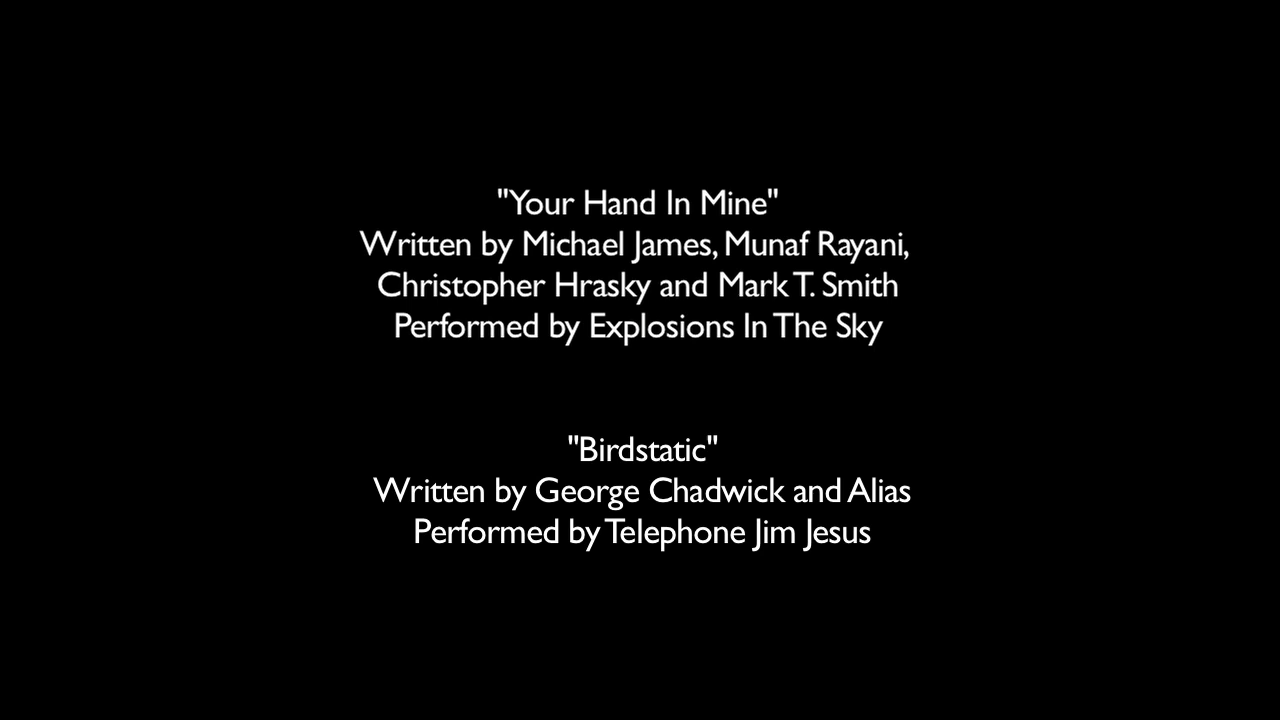 "Your Hand In Mine"
Written by Michael James, Munaf Rayani,
Christopher Hrasky and Mark T. Smith
Performed by Explosions In The Sky
"Birdstatic"
Written by George Chadwick and Alias
Performed by Telephone Jim Jesus